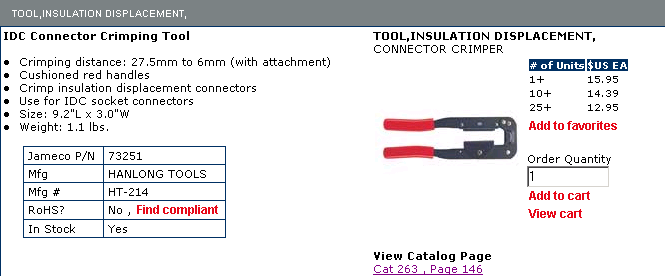 TOOL,INSULATION DISPLACEMENT,
IDC Connector Crimping Tool
● Crimping distance: 27.5mm to 6mm (with attachment)
● Cushioned red handles
● Crimp insulation displacement connectors
● Use for IDC socket connectors
● Size: 9.2"L x 3.0"W
● Weight: 1.1 lbs.
Jameco P/N 73251
Mfg HANLONG TOOLS
Mfg # HT-214
RoHS? No , Find compliant
In Stock Yes
TOOL,INSULATION DISPLACEMENT,
CONNECTOR CRIMPER
# of Units $US EA
1+ 15.95
10+ 14.39
25+ 12.95
Add to favorites
Order Quantity
1
Add to cart
View cart
View Catalog Page
Cat 263 , Page 146